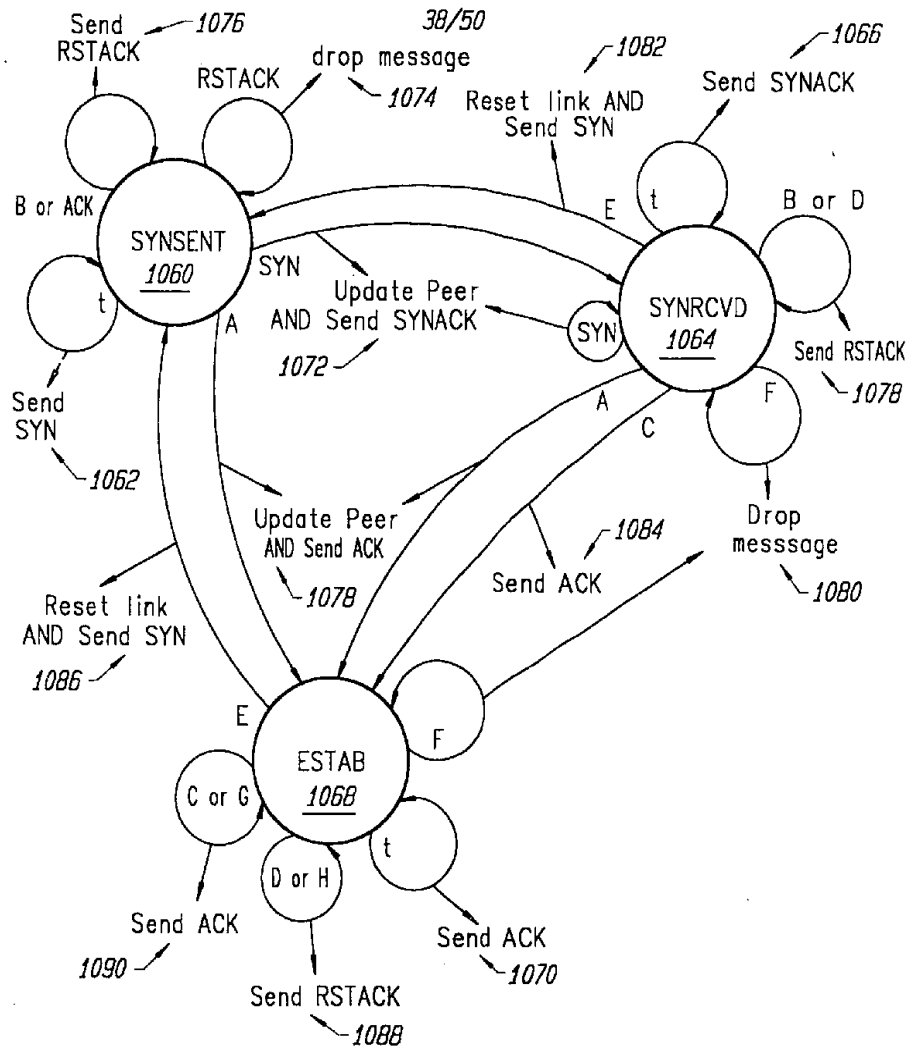 38/50
Send
RSTACK
1076
RSTACK
drop message
1074
1082
Reset link AND
Send SYN
1066
Send SYNACK
B or ACK
SYNSENT
1060
SYN
A
t
Send
SYN
1062
E
t
B or D
SYNRCVD
1064
SYN
Update Peer
AND Send SYNACK
1072
Send RSTACK
1078
A
C
F
Drop
messsage
1080
Update Peer
AND Send ACK
1078
1084
Send ACK
Reset link
AND Send SYN
1086
E
ESTAB
1068
F
C or G
D or H
t
Send ACK
1090
Send RSTACK
1088
Send ACK
1070